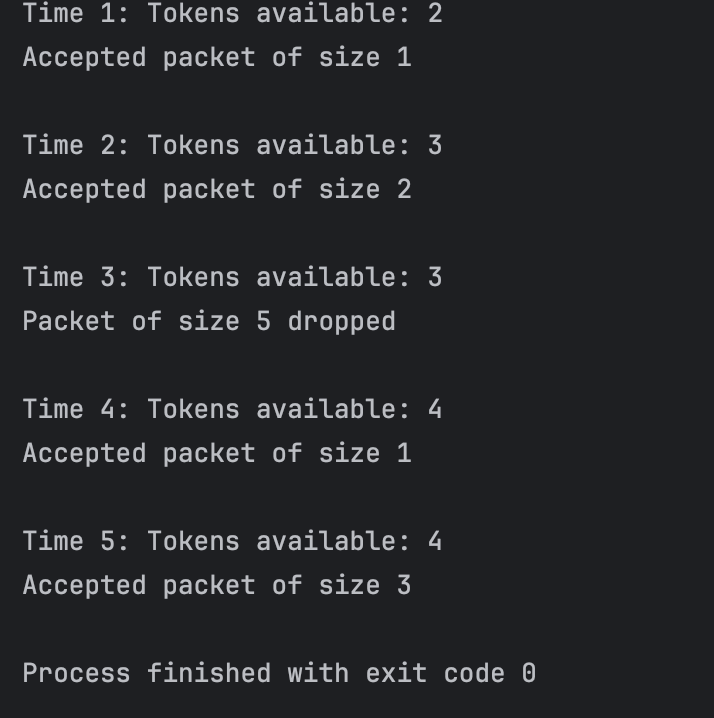 Time 1: Tokens available: 2
Accepted packet of size 1
Time 2: Tokens available: 3
Accepted packet of size 2
Time 3: Tokens available: 3
Packet of size 5 dropped
Time 4: Tokens available: 4
Accepted packet of size 1
Time 5: Tokens available: 4
Accepted packet of size 3
Process finished with exit code 0